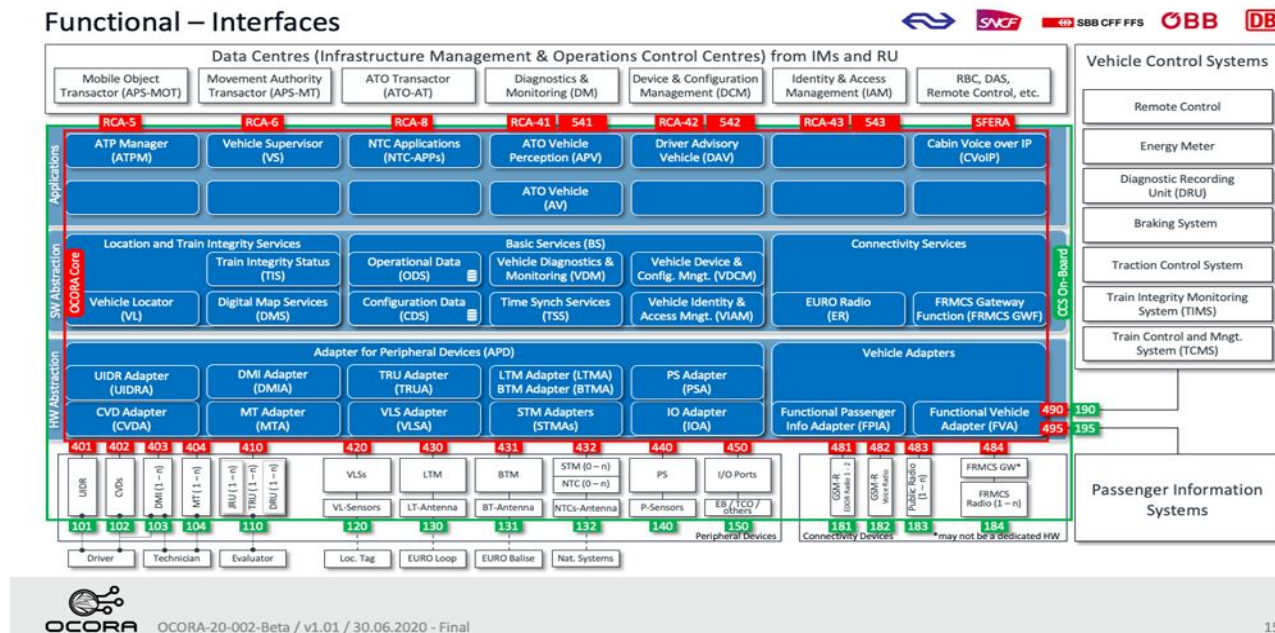 Functional – Interfaces
SNCF
SBB CFF FFS
ÖBB
DB
Data Centres (Infrastructure Management & Operations Control Centres) from IMs and RU
Mobile Object
Transactor (APS-MOT)
Movement Authority
Transactor (APS-MT)
ATO Transactor
(ATO-AT)
Diagnostics &
Monitoring (DM)
Device & Configuration
Management (DCM)
Identity & Access
Management (IAM)
RBC, DAS,
Remote Control, etc.
RCA-5
RCA-6
RCA-8
RCA-41
541
RCA-42
542
RCA-43
543
SFERA
Applications
ATP Manager
(ATPM)
Vehicle Supervisor
(VS)
NTC Applications
(NTC-APPs)
ATO Vehicle
Perception (APV)
Driver Advisory
Vehicle (DAV)
Cabin Voice over IP
(CVoIP)
ATO Vehicle
(AV)
SW Abstraction
OCORA Core
Location and Train Integrity Services
Train Integrity Status
(TIS)
Vehicle Locator
(VL)
Digital Map Services
(DMS)
Basic Services (BS)
Operational Data
(ODS)
Vehicle Diagnostics &
Monitoring (VDM)
Vehicle Device &
Config. Mngt. (VDCM)
Configuration Data
(CDS)
Time Synch Services
(TSS)
Vehicle Identity &
Access Mngt. (VIAM)
Connectivity Services
EURO Radio
(ER)
FRMCS Gateway
Function (FRMCS GWF)
CCS On-Board
HW Abstraction
Adapter for Peripheral Devices (APD)
UIDR Adapter
(UIDRA)
DMI Adapter
(DMIA)
TRU Adapter
(TRUA)
LTM Adapter (LTMA)
BTM Adapter (BTMA)
PS Adapter
(PSA)
CVD Adapter
(CVDA)
MT Adapter
(MTA)
VLS Adapter
(VLSA)
STM Adapters
(STMAs)
IO Adapter
(IOA)
Vehicle Adapters
Functional Passenger
Info Adapter (FPIA)
Functional Vehicle
Adapter (FVA)
490
190
495
195
401
402
403
404
410
420
430
431
432
440
450
481
482
483
484
UIDR
CVDs
DMI (1 – n)
MT (1 – n)
JRU (1 – n)
TRU (1 – n)
DRU (1 – n)
VLSs
LTM
BTM
STM (0 – n)
NTC (0 – n)
PS
I/O Ports
VL-Sensors
LT-Antenna
BT-Antenna
NTCs-Antenna
P-Sensors
EB / TCO /
others
GSM-R
EDOR Radio 1 - 2
GSM-R
Voice Radio
Public Radio
(1 – n)
FRMCS GW*
FRMCS
Radio (1 – n)
101
102
103
104
110
120
130
131
132
140
150
181
182
183
184
Peripheral Devices
Connectivity Devices
*may not be a dedicated HW
Driver
Technician
Evaluator
Loc. Tag
EURO Loop
EURO Balise
Nat. Systems
Vehicle Control Systems
Remote Control
Energy Meter
Diagnostic Recording
Unit (DRU)
Braking System
Traction Control System
Train Integrity Monitoring
System (TIMS)
Train Control and Mngt.
System (TCMS)
Passenger Information
Systems
OCORA
OCORA-20-002-Beta / v1.01 / 30.06.2020 - Final